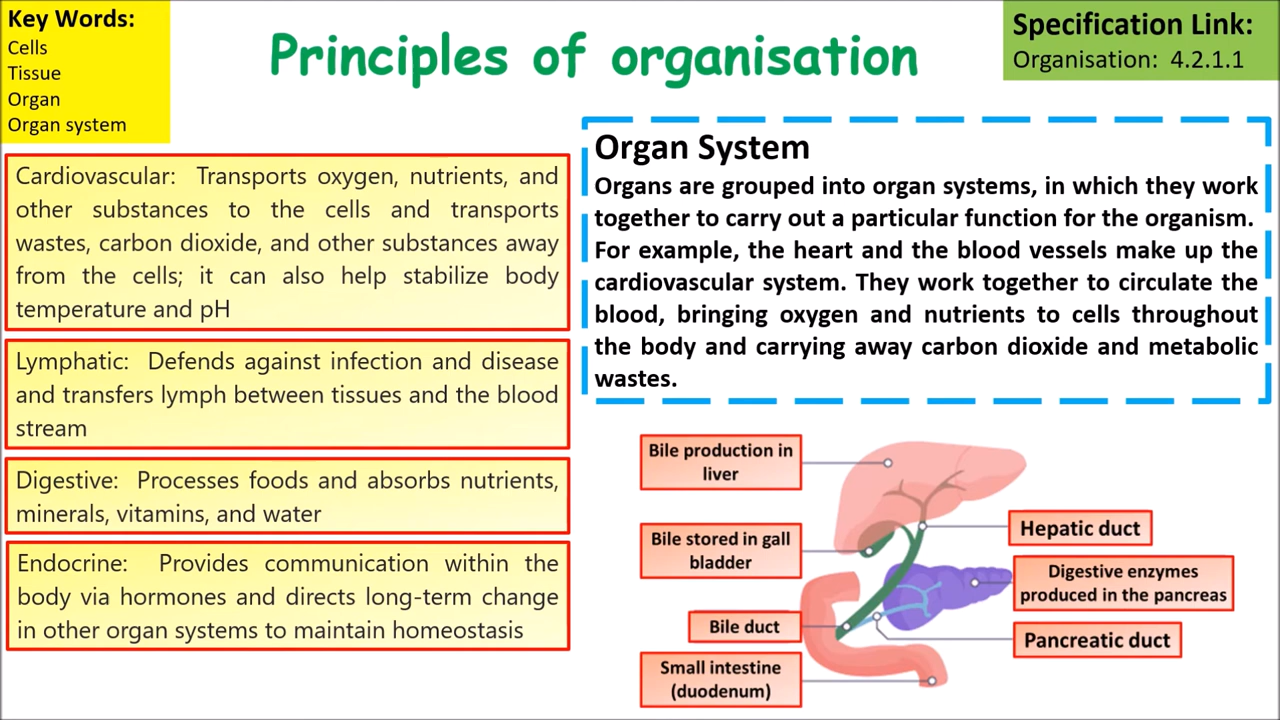 Key Words:
Cells
Tissue
Organ
Organ system
Principles of organisation
Specification Link:
Organisation: 4.2.1.1
Cardiovascular: Transports oxygen, nutrients, and
other substances to the cells and transports
wastes, carbon dioxide, and other substances away
from the cells; it can also help stabilize body
temperature and pH
Lymphatic: Defends against infection and disease
and transfers lymph between tissues and the blood
stream
Digestive: Processes foods and absorbs nutrients,
minerals, vitamins, and water
Endocrine: Provides communication within the
body via hormones and directs long-term change
in other organ systems to maintain homeostasis
Organ System
Organs are grouped into organ systems, in which they work
together to carry out a particular function for the organism.
For example, the heart and the blood vessels make up the
cardiovascular system. They work together to circulate the
blood, bringing oxygen and nutrients to cells throughout
the body and carrying away carbon dioxide and metabolic
wastes.
Bile production in
liver
Bile stored in gall
bladder
Bile duct
Small intestine
(duodenum)
Hepatic duct
Digestive enzymes
produced in the pancreas
Pancreatic duct